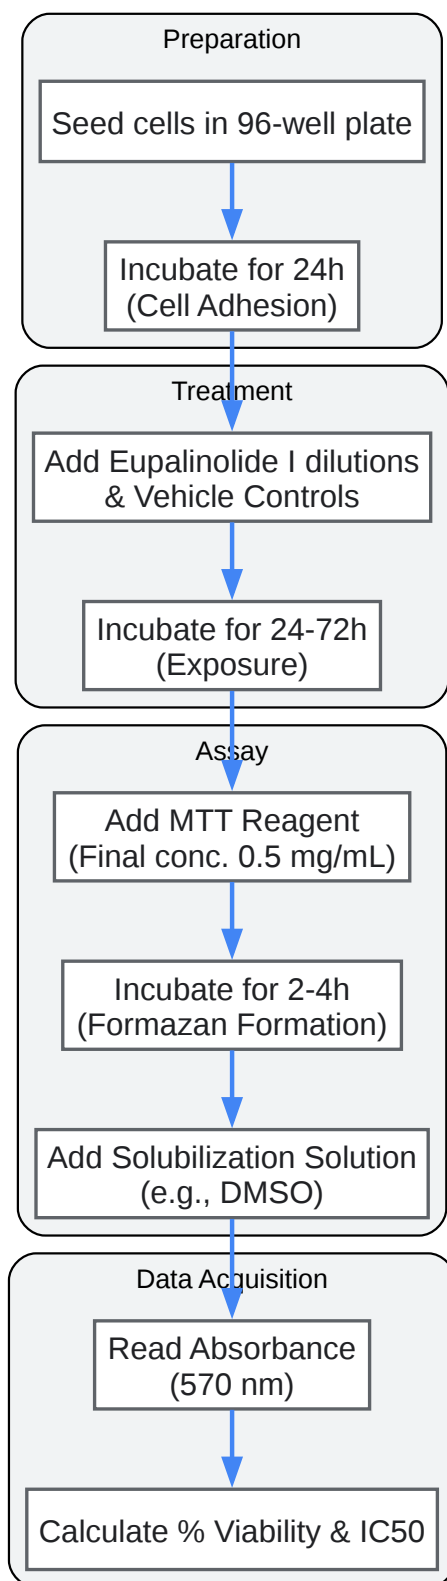 Preparation
Seed cells in 96-well plate
Incubate for 24h
(Cell Adhesion)
Treatment
Add Eupalinolide I dilutions
& Vehicle Controls
Incubate for 24-72h
(Exposure)
Assay
Add MTT Reagent
(Final conc. 0.5 mg/mL)
Incubate for 2-4h
(Formazan Formation)
Add Solubilization Solution
(e.g., DMSO)
Data Acquisition
Read Absorbance
(570 nm)
Calculate % Viability & IC50